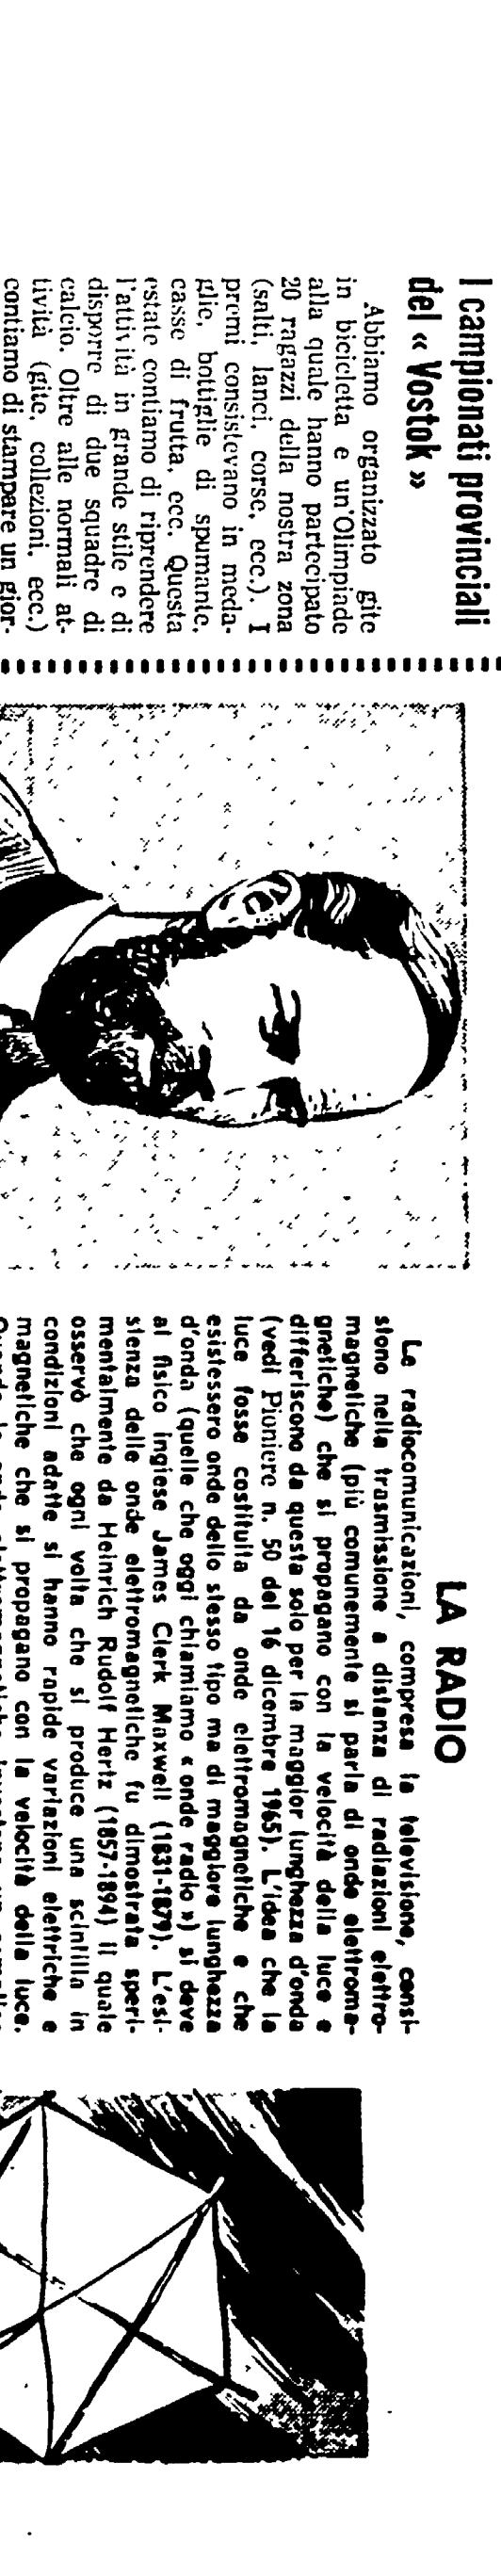 I campionati provinciali
del « Vostok »
Abbiamo organizzato gite
in bicicletta e un'Olimpiade
alla quale hanno partecipato
20 ragazzi della nostra zona
(salti, lanci, corse, ecc.). I
premi consistevano in meda-
glie, bottiglie di spumante,
casse di frutta, ecc. Questa
estate contiamo di riprendere
l'attività in grande stile e di
disporre di due squadre di
calcio. Oltre alle normali at-
tività (gite, collezioni, ecc.)
contiamo di stampare un gior-
LA RADIO
Le radiocomunicazioni, compresa la televisione, consi-
stono nella trasmissione a distanza di radiazioni elettro-
magnetiche (più comunemente si parla di onde elettroma-
gnetiche) che si propagano con la velocità della luce e
differiscono da questa solo per la maggior lunghezza d'onda
(vedi Pioniere n. 50 del 16 dicembre 1965). L'idea che la
luce fosse costituita da onde elettromagnetiche e che
esistessero onde dello stesso tipo ma di maggiore lunghezza
d'onda (quelle che oggi chiamiamo « onde radio ») si deve
al fisico inglese James Clerk Maxwell (1831-1879). L'esi-
stenza delle onde elettromagnetiche fu dimostrata speri-
mentalmente da Heinrich Rudolf Hertz (1857-1894) il quale
osservò che ogni volta che si produce una scintilla in
condizioni adatte si hanno rapide variazioni elettriche e
magnetiche che si propagano con la velocità della luce.